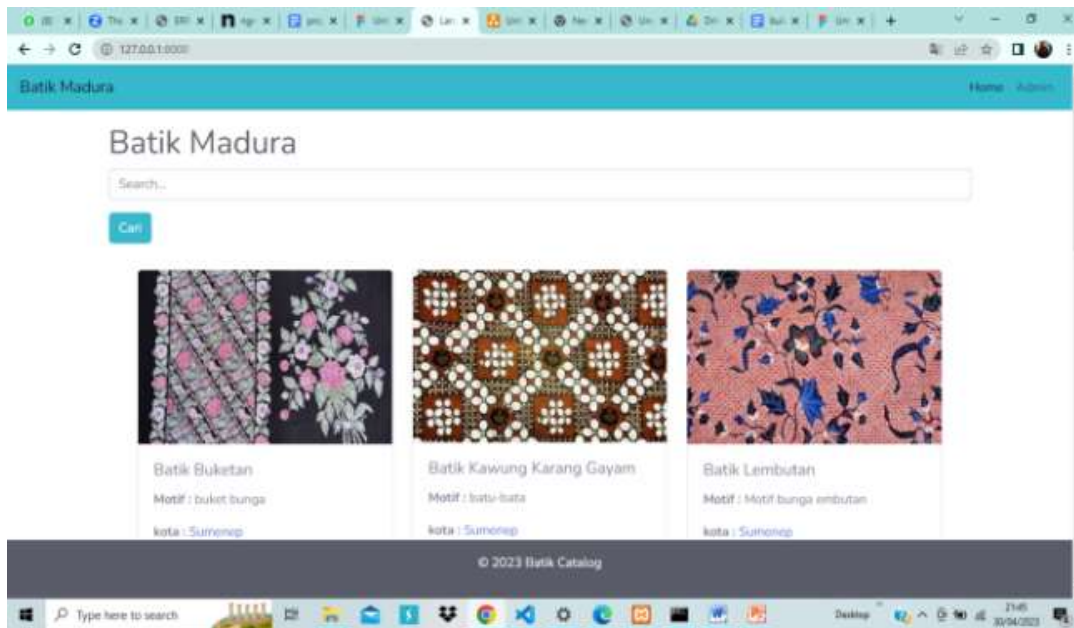 127.0.0.1:8000
Batik Madura
Home Admin
Batik Madura
Search...
Cari
Batik Buketan
Motif : buket bunga
kota : Sumenep
Batik Kawung Karang Gayam
Motif : batu-bata
kota : Sumenep
Batik Lembutan
Motif : Motif bunga embutan
kota : Sumenep
© 2023 Batik Catalog
Type here to search
Desktop
21:45
30/04/2023